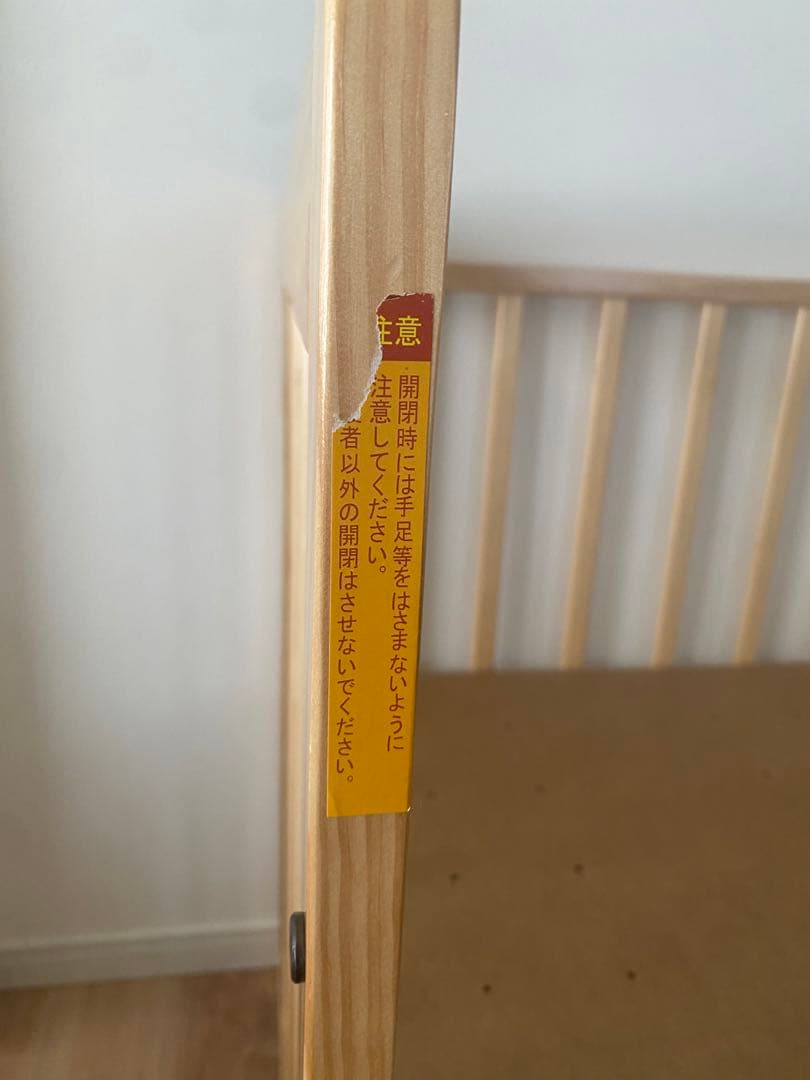 注意
開閉時には手足等をはさまないように
注意してください。
者以外の開閉はさせないでください。